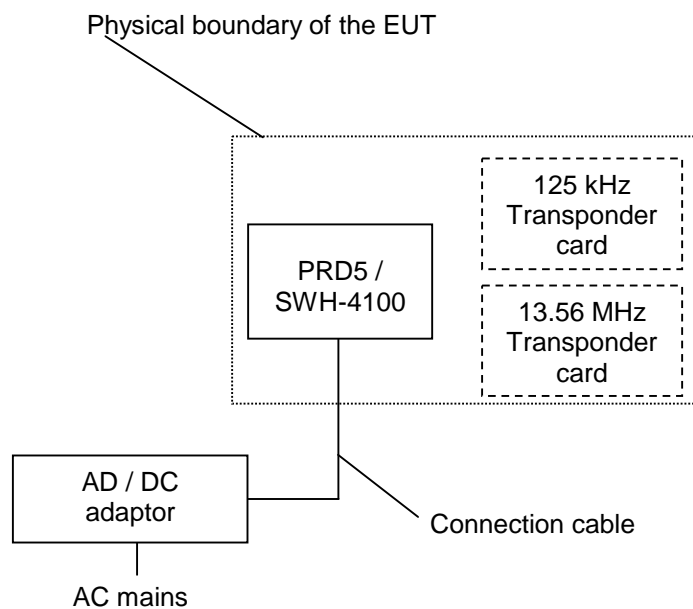 Physical boundary of the EUT
125 kHz
Transponder
card
PRD5 /
SWH-4100
13.56 MHz
Transponder
card
AD / DC
adaptor
Connection cable
AC mains